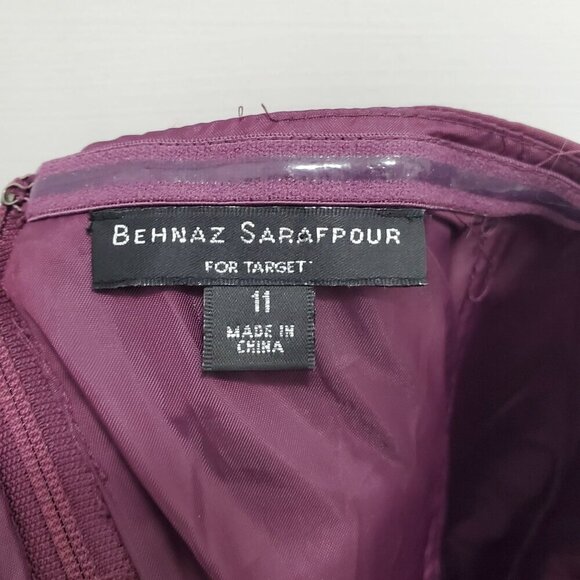 BEHNAZ SARAFPOUR
FOR TARGET
11
MADE IN
CHINA